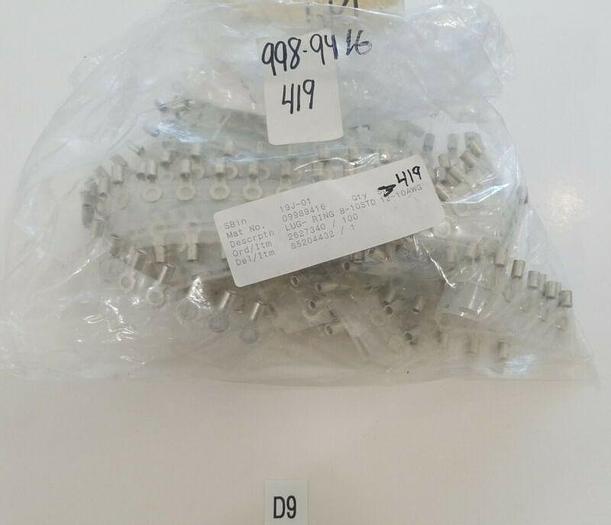 998-9416
419
SBin 19J-01 Qty 419
Mat No. 09989416
Descrptn LUG- RING 8-10STD 12-10AWG
Ord/Itm 2627340 / 100
Del/Itm 85204432 / 1
D9